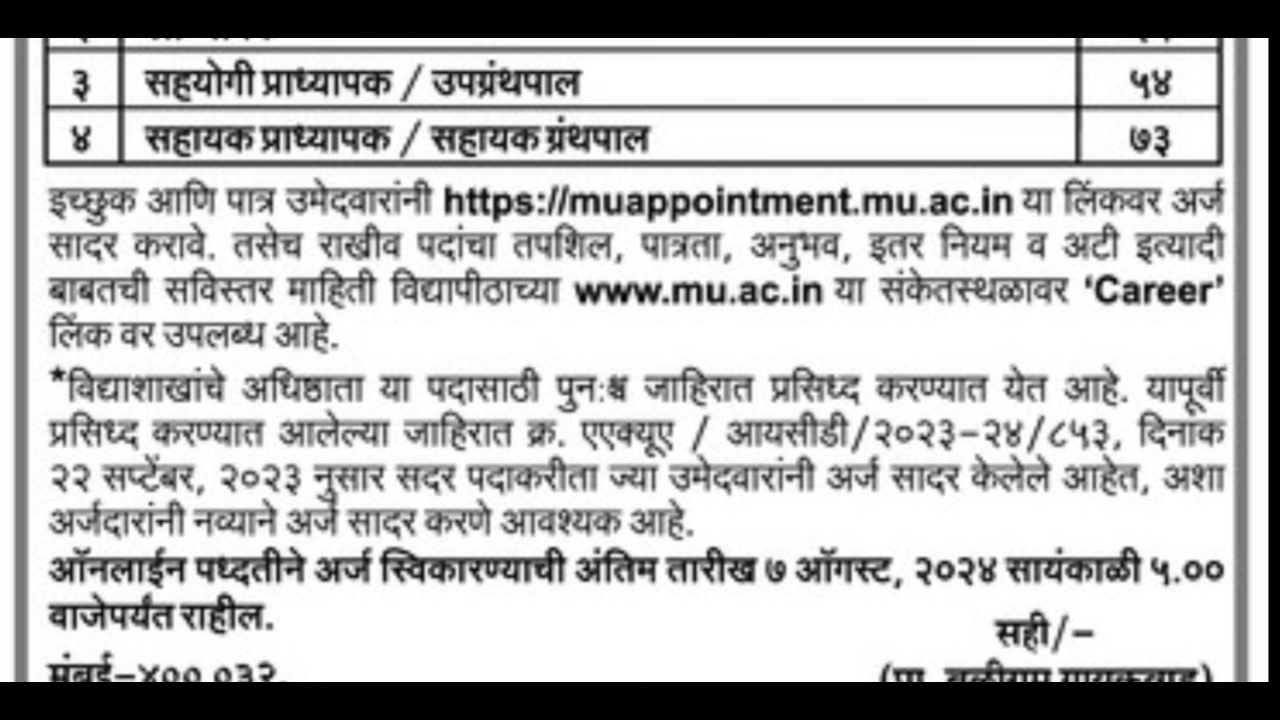 ३ सहयोगी प्राध्यापक / उपग्रंथपाल ५४
४ सहायक प्राध्यापक / सहायक ग्रंथपाल ७३
इच्छुक आणि पात्र उमेदवारांनी https://muappointment.mu.ac.in या लिंकवर अर्ज
सादर करावे. तसेच राखीव पदांचा तपशिल, पात्रता, अनुभव, इतर नियम व अटी इत्यादी
बाबतची सविस्तर माहिती विद्यापीठाच्या www.mu.ac.in या संकेतस्थळावर ‘Career’
लिंक वर उपलब्ध आहे.
*विद्याशाखांचे अधिष्ठाता या पदासाठी पुनःश्च जाहिरात प्रसिध्द करण्यात येत आहे. यापूर्वी
प्रसिध्द करण्यात आलेल्या जाहिरात क्र. एएक्यूए / आयसीडी/२०२३-२४/८५३, दिनांक
२२ सप्टेंबर, २०२३ नुसार सदर पदाकरीता ज्या उमेदवारांनी अर्ज सादर केलेले आहेत, अशा
अर्जदारांनी नव्याने अर्ज सादर करणे आवश्यक आहे.
ऑनलाईन पध्दतीने अर्ज स्विकारण्याची अंतिम तारीख ७ ऑगस्ट, २०२४ सायंकाळी ५.००
वाजेपर्यंत राहील.
सही/-
मुंबई-४०० ०३२.